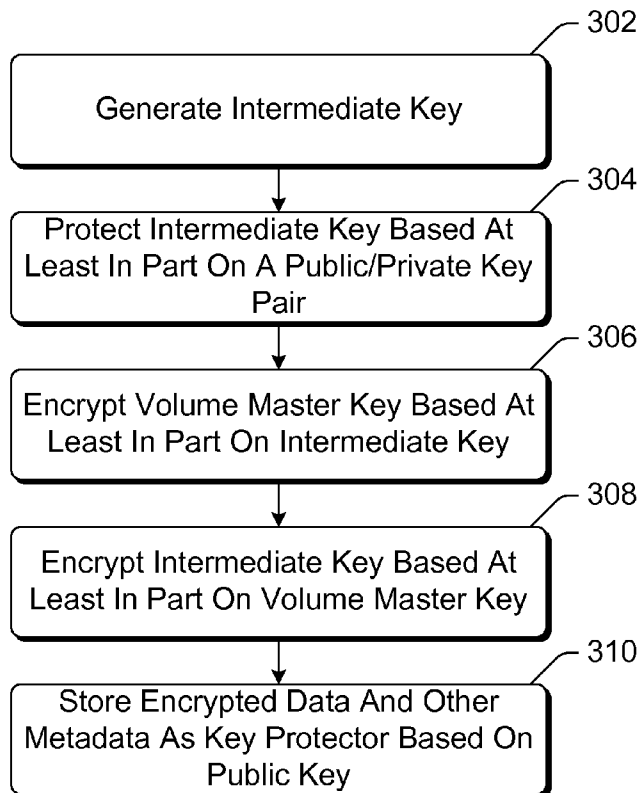 302
Generate Intermediate Key
304
Protect Intermediate Key Based At
Least In Part On A Public/Private Key
Pair
306
Encrypt Volume Master Key Based At
Least In Part On Intermediate Key
308
Encrypt Intermediate Key Based At
Least In Part On Volume Master Key
310
Store Encrypted Data And Other
Metadata As Key Protector Based On
Public Key